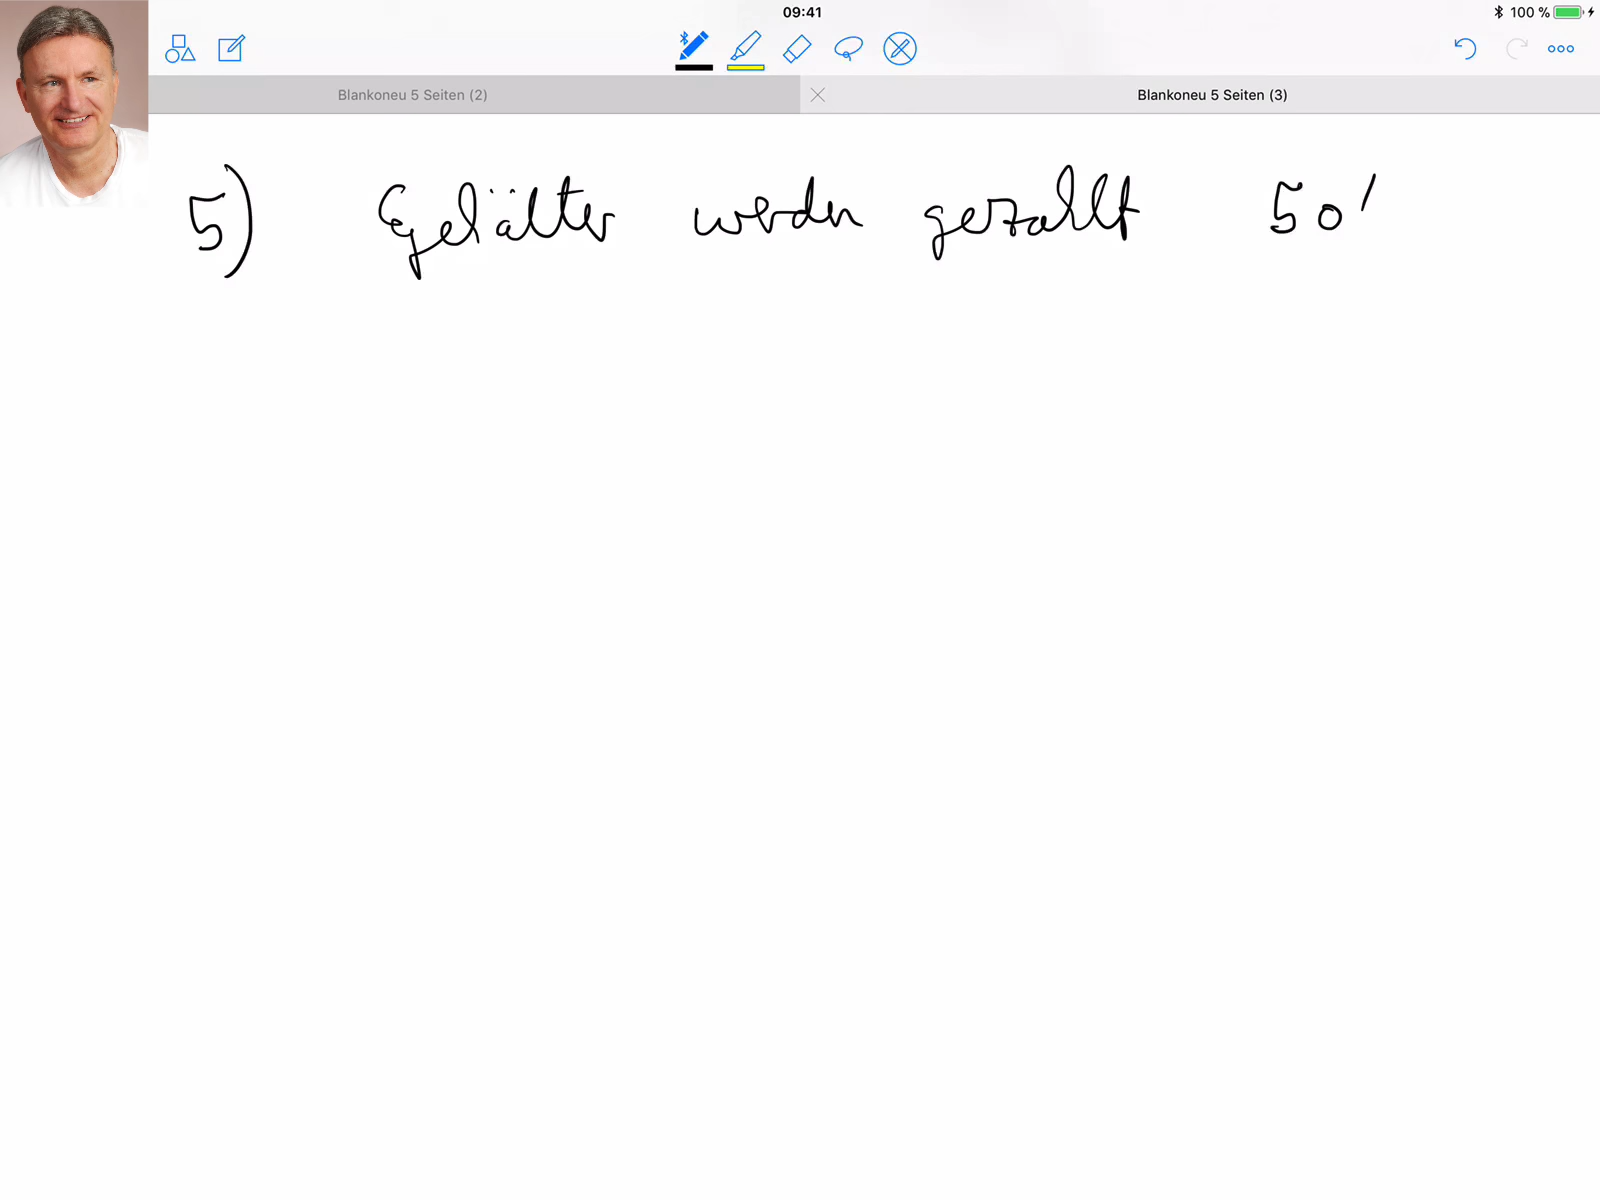 09:41
100 %
Blankoneu 5 Seiten (2)
Blankoneu 5 Seiten (3)
5) Gehälter werden gezahlt 50'